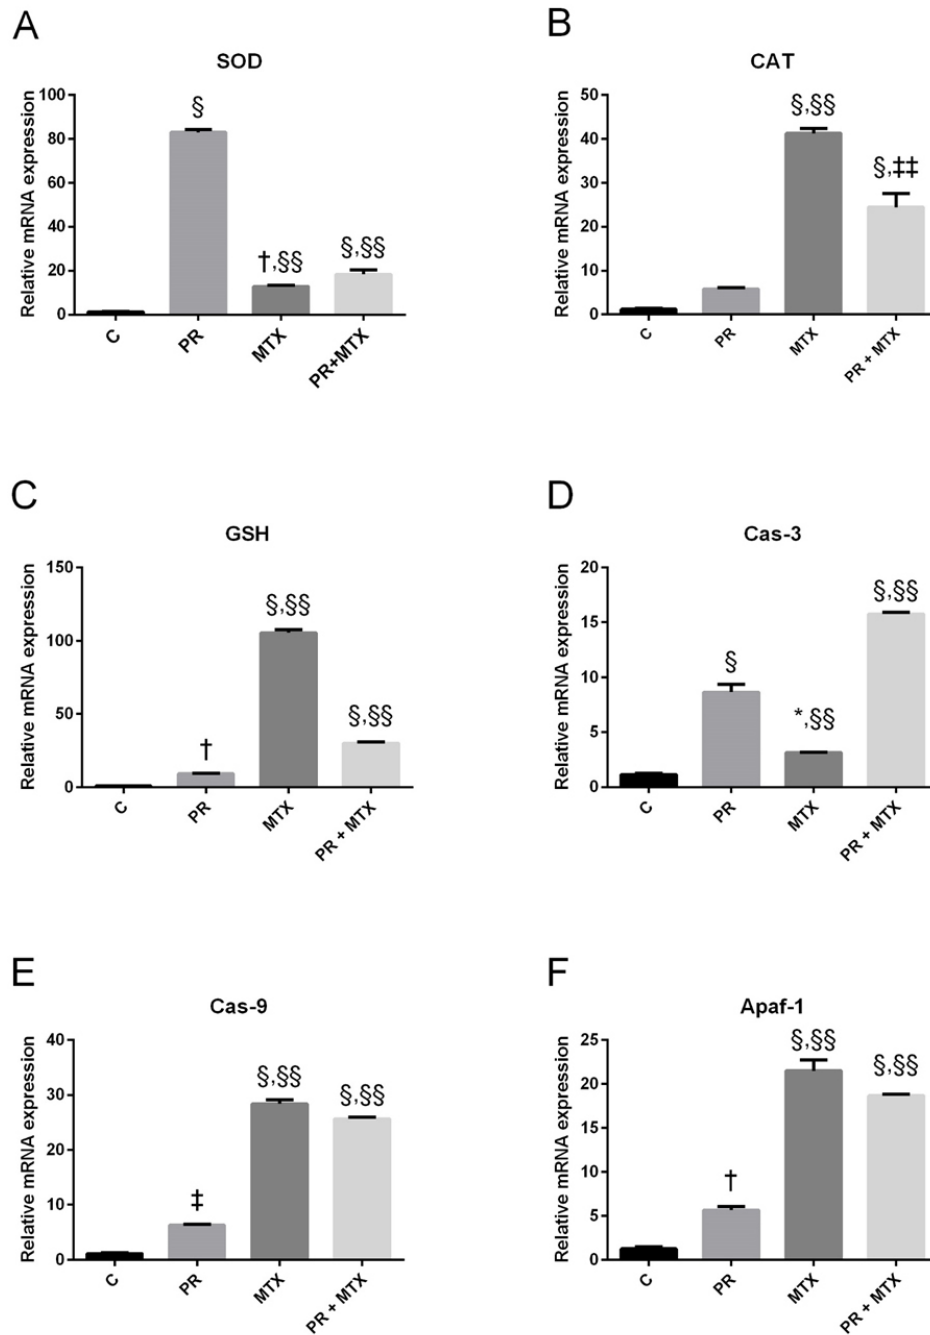 A
SOD
Relative mRNA expression
100
80
60
40
20
0
§
†,§§
§,§§
C
PR
MTX
PR+MTX
B
CAT
Relative mRNA expression
50
40
30
20
10
0
§,§§
§,‡‡
C
PR
MTX
PR + MTX
C
GSH
Relative mRNA expression
150
100
50
0
†
§,§§
§,§§
C
PR
MTX
PR + MTX
D
Cas-3
Relative mRNA expression
20
15
10
5
0
§
*,§§
§,§§
C
PR
MTX
PR + MTX
E
Cas-9
Relative mRNA expression
40
30
20
10
0
‡
§,§§
§,§§
C
PR
MTX
PR + MTX
F
Apaf-1
Relative mRNA expression
25
20
15
10
5
0
†
§,§§
§,§§
C
PR
MTX
PR + MTX